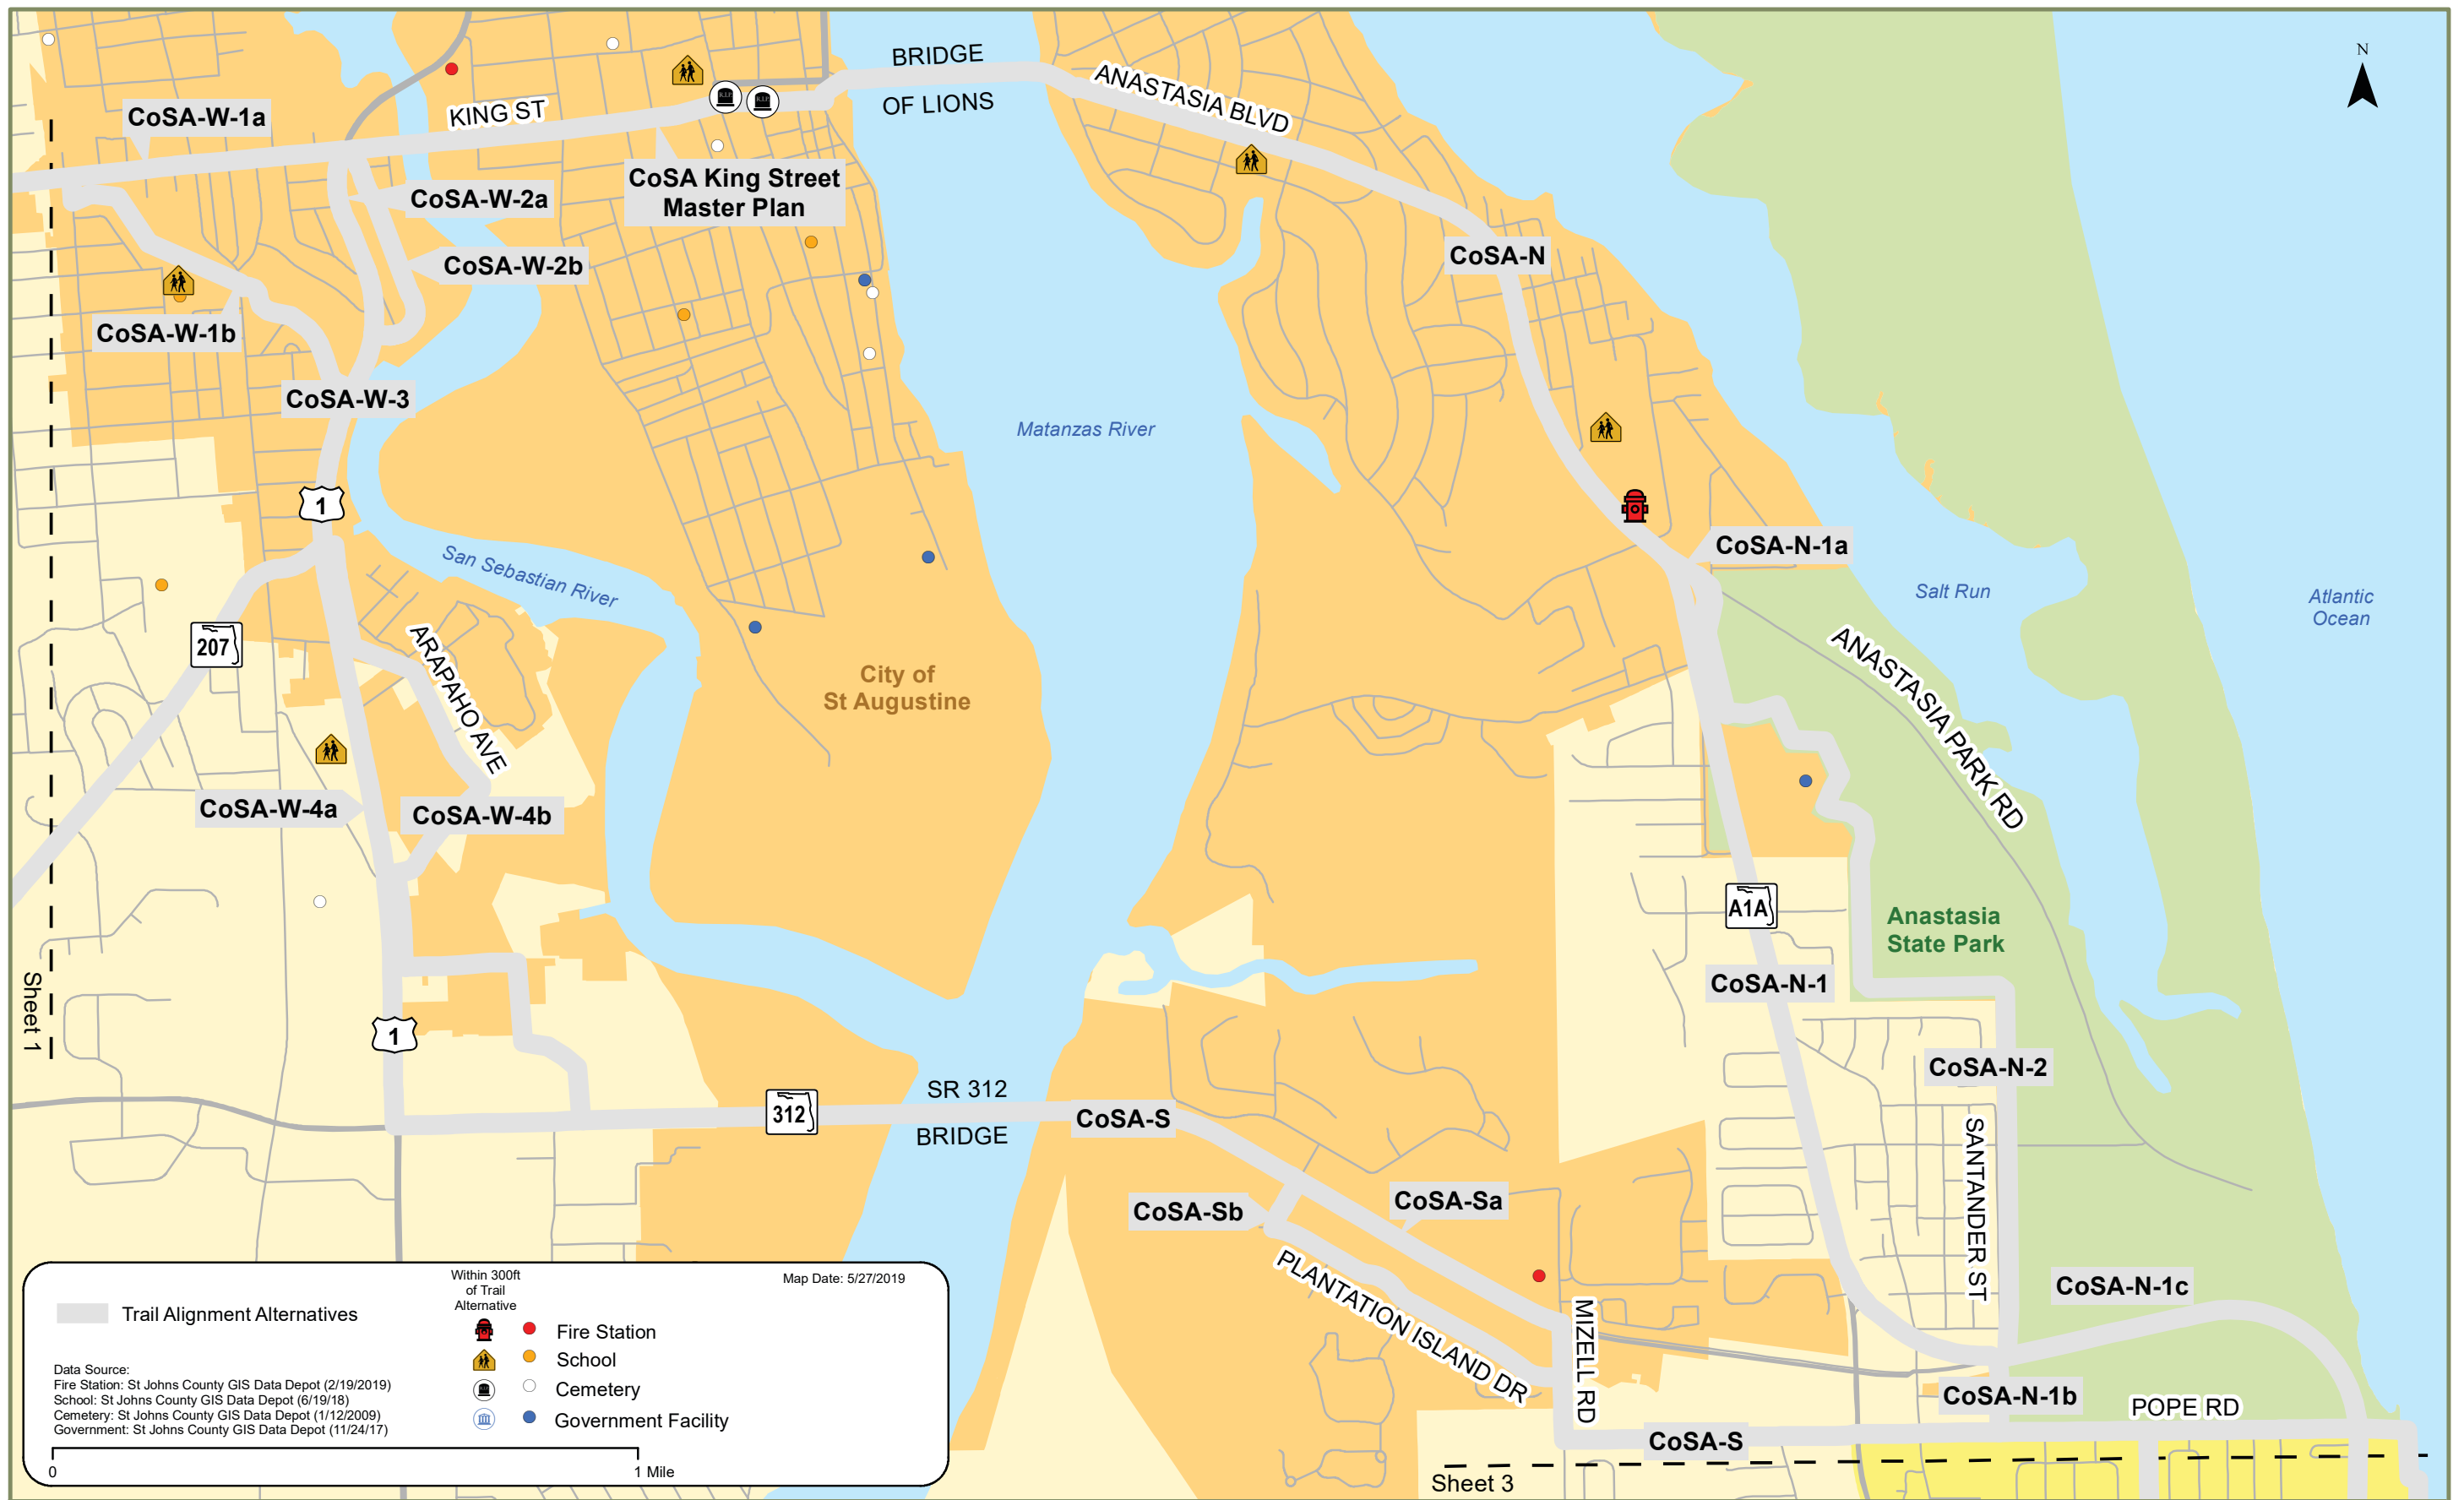 BRIDGE
OF LIONS
N
ANASTASIA BLVD
KING ST
CoSA-W-1a
R.I.P.
R.I.P.
CoSA King Street
Master Plan
CoSA-W-2a
CoSA-W-2b
CoSA-N
CoSA-W-1b
CoSA-W-3
Matanzas River
1
CoSA-N-1a
San Sebastian River
Salt Run
Atlantic
Ocean
207
ARAPAHO AVE
City of
St Augustine
ANASTASIA PARK RD
CoSA-W-4a
CoSA-W-4b
A1A
Anastasia
State Park
CoSA-N-1
Sheet 1
1
CoSA-N-2
SR 312
BRIDGE
312
CoSA-S
SANTANDER ST
CoSA-Sb
CoSA-Sa
PLANTATION ISLAND DR
MIZELL RD
CoSA-N-1c
CoSA-N-1b
POPE RD
CoSA-S
Sheet 3
Within 300ft
of Trail
Alternative
Map Date: 5/27/2019
Trail Alignment Alternatives
Fire Station
School
Cemetery
Government Facility
Data Source:
Fire Station: St Johns County GIS Data Depot (2/19/2019)
School: St Johns County GIS Data Depot (6/19/18)
Cemetery: St Johns County GIS Data Depot (1/12/2009)
Government: St Johns County GIS Data Depot (11/24/17)
0
1 Mile